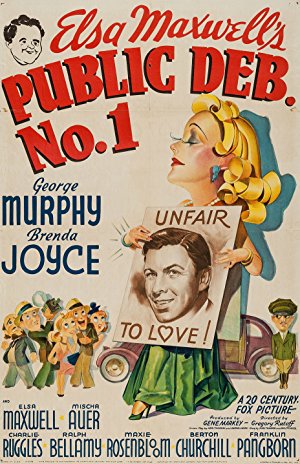 Elsa Maxwell's
PUBLIC DEB.
No.1
George
MURPHY
Brenda
JOYCE
UNFAIR
TO LOVE!
AND
ELSA
MAXWELL
MISCHA
AUER
CHARLIE
RUGGLES
RALPH
BELLAMY
MAXIE
ROSENBLOOM
BERTON
CHURCHILL
FRANKLIN
PANGBORN
A 20 CENTURY-
FOX PICTURE
Produced by
GENE MARKEY
Directed by
Gregory Ratoff